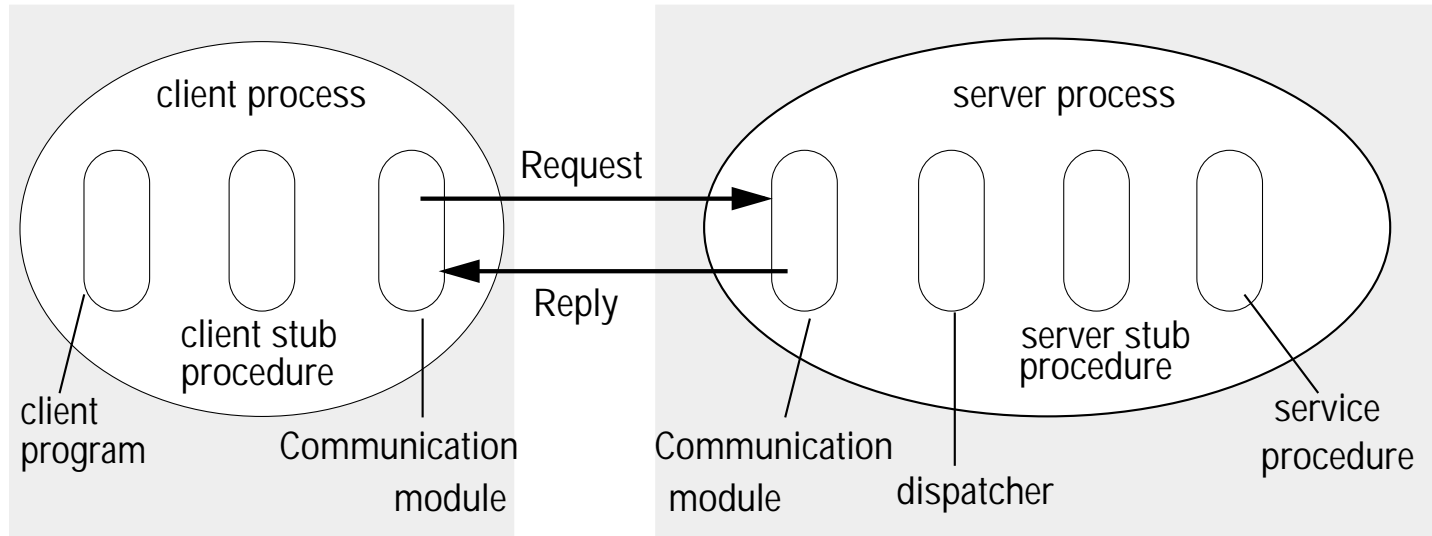 client process
server process
Request
Reply
client stub
procedure
server stub
procedure
client
program
Communication
module
Communication
module
dispatcher
service
procedure